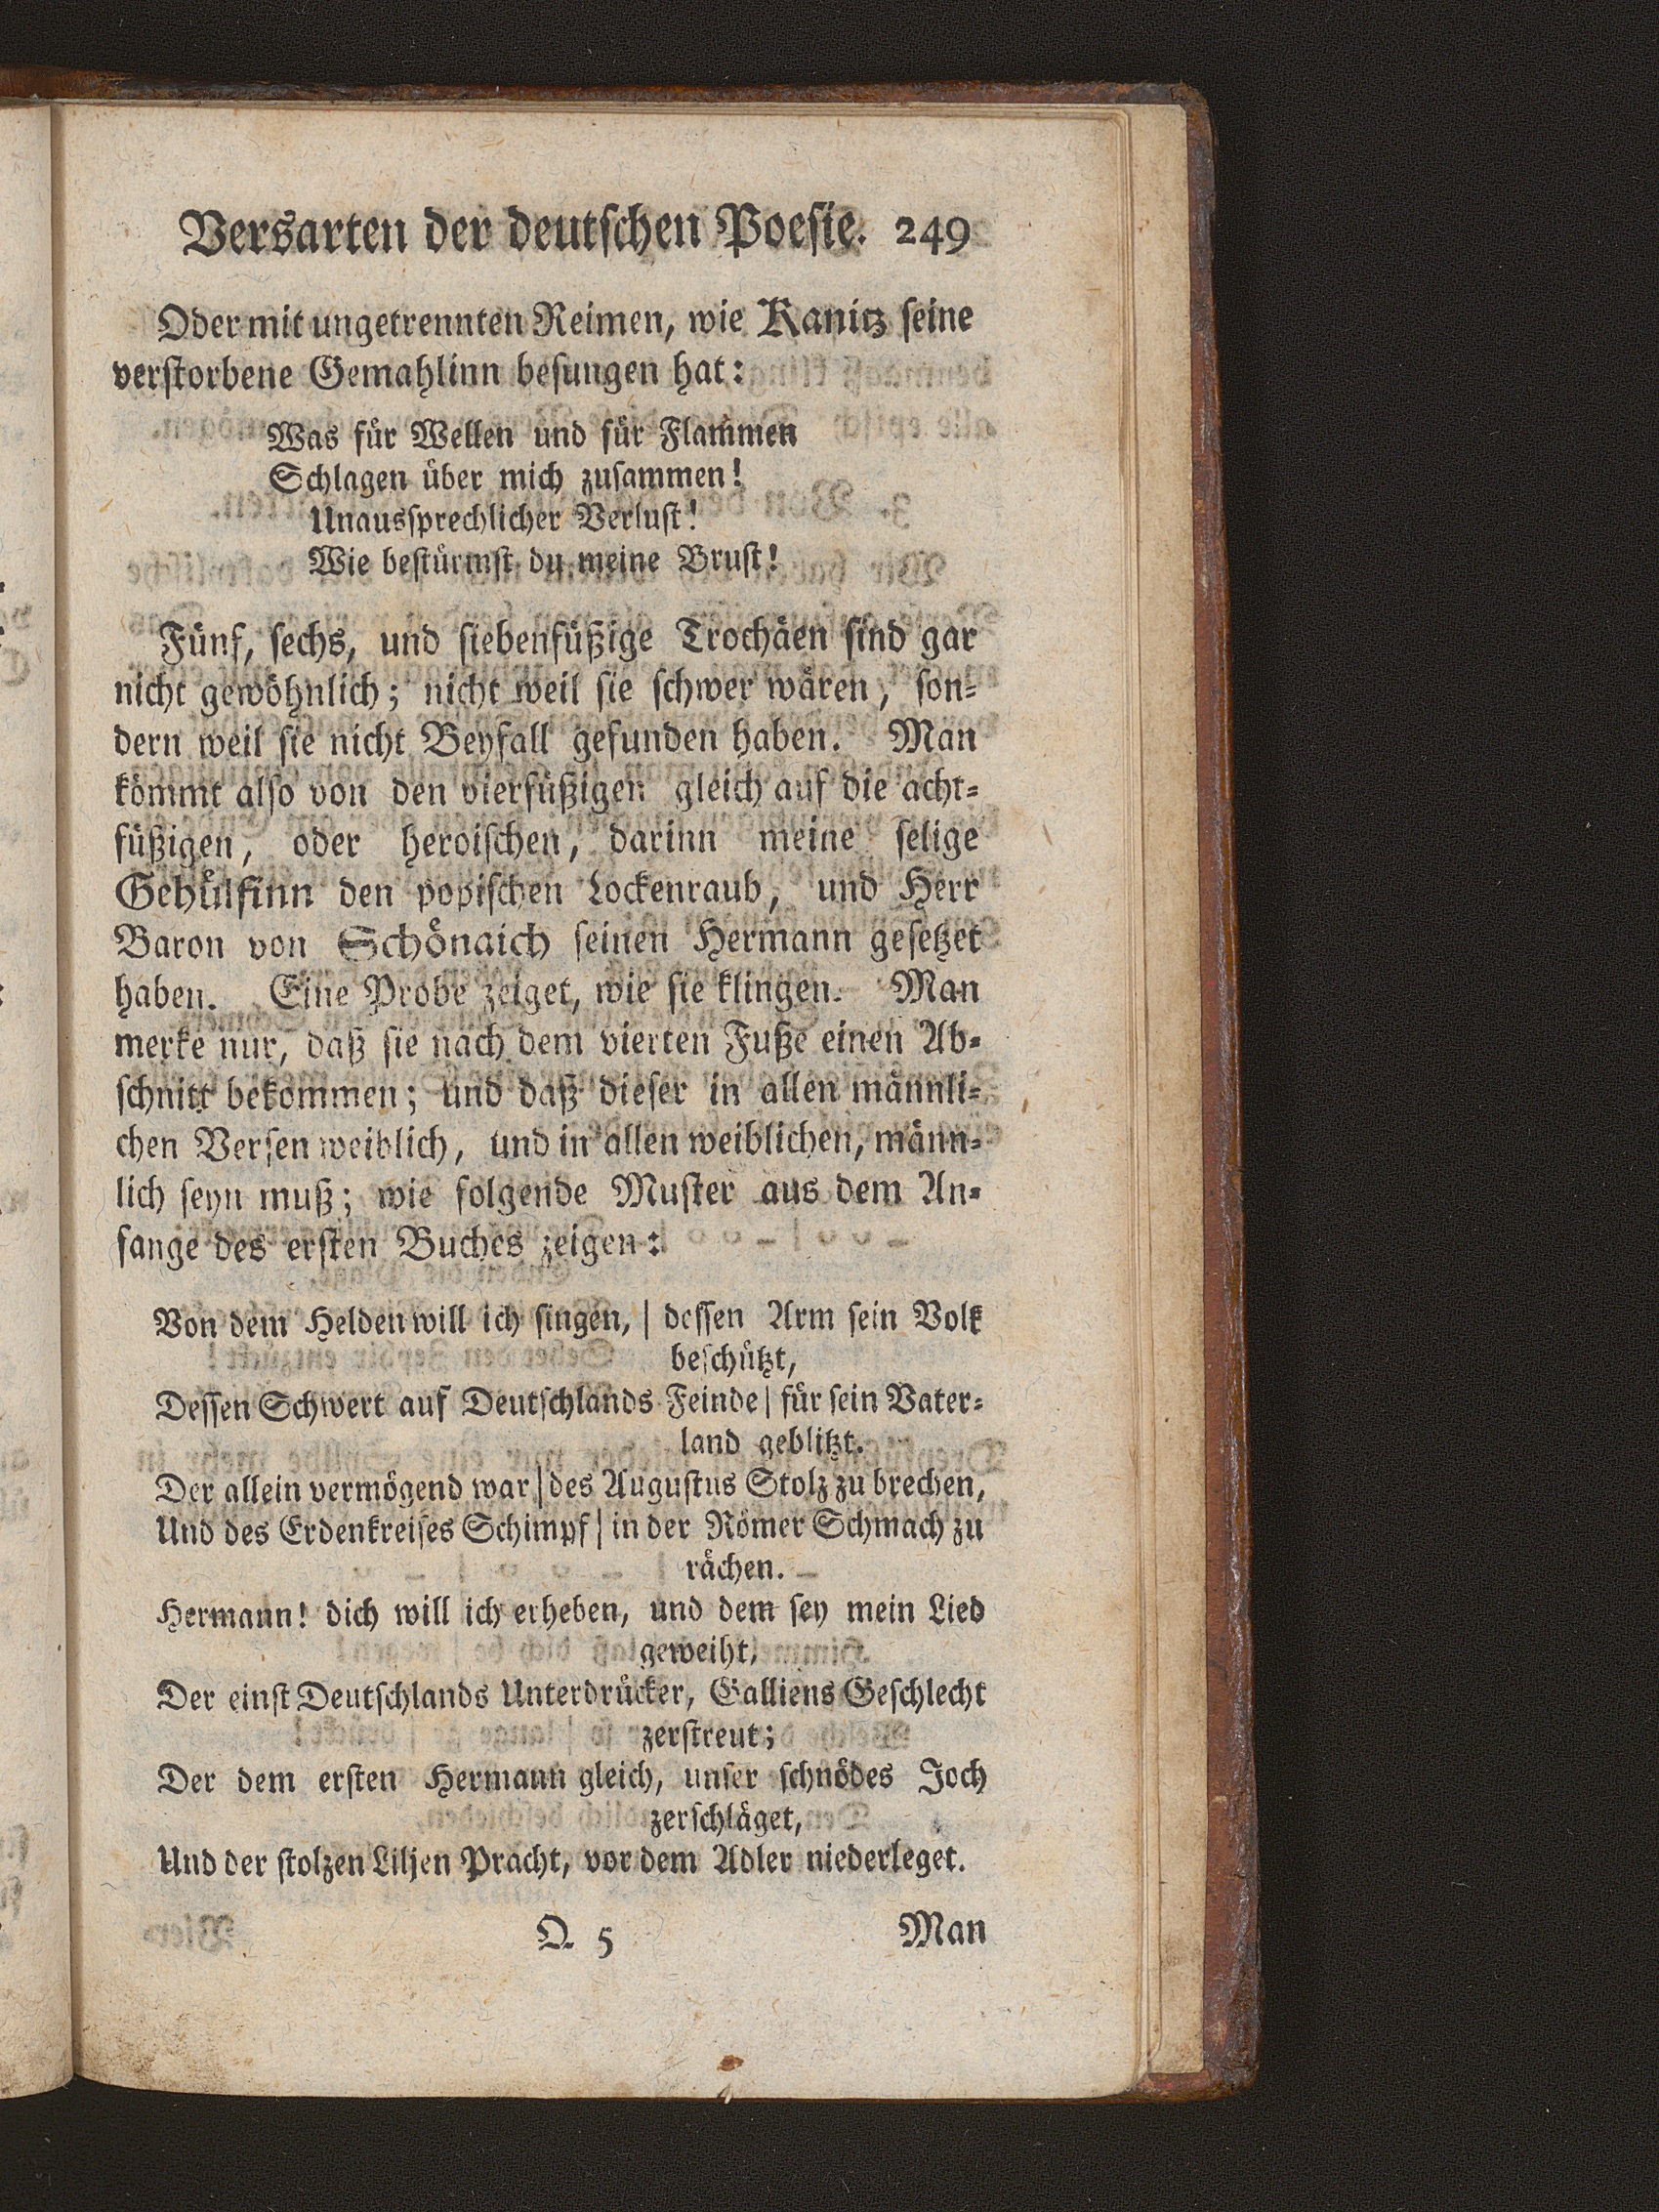 Versarten der deutschen Poesie. 249
Oder mit ungetrennten Reimen, wie Kanitz seine
verstorbene Gemahlinn besungen hat:
Was für Wellen und für Flammen
Schlagen über mich zusammen!
Unaussprechlicher Verlust!
Wie bestürmst du meine Brust!
Fünf, sechs, und siebenfüßige Trochäen sind gar
nicht gewöhnlich; nicht weil sie schwer wären, son-
dern weil sie nicht Beyfall gefunden haben. Man
kömmt also von den vierfüßigen gleich auf die acht-
füßigen, oder heroischen, darinn meine selige
Gehülfinn den popischen Lockenraub, und Herr
Baron von Schönaich seinen Hermann gesetzet
haben. Eine Probe zeiget, wie sie klingen. Man
merke nur, daß sie nach dem vierten Fuße einen Ab-
schnitt bekommen; und daß dieser in allen männli-
chen Versen weiblich, und in allen weiblichen, männ-
lich seyn muß; wie folgende Muster aus dem An-
fange des ersten Buches zeigen:
Von dem Helden will ich singen, | dessen Arm sein Volk
beschützt,
Dessen Schwert auf Deutschlands Feinde | für sein Vater-
land geblitzt.
Der allein vermögend war | des Augustus Stolz zu brechen,
Und des Erdenkreises Schimpf | in der Römer Schmach zu
rächen.
Hermann! dich will ich erheben, und dem sey mein Lied
geweiht,
Der einst Deutschlands Unterdrücker, Galliens Geschlecht
zerstreut;
Der dem ersten Hermann gleich, unser schnödes Joch
zerschläget,
Und der stolzen Liljen Pracht, vor dem Adler niederleget.
Q 5 Man